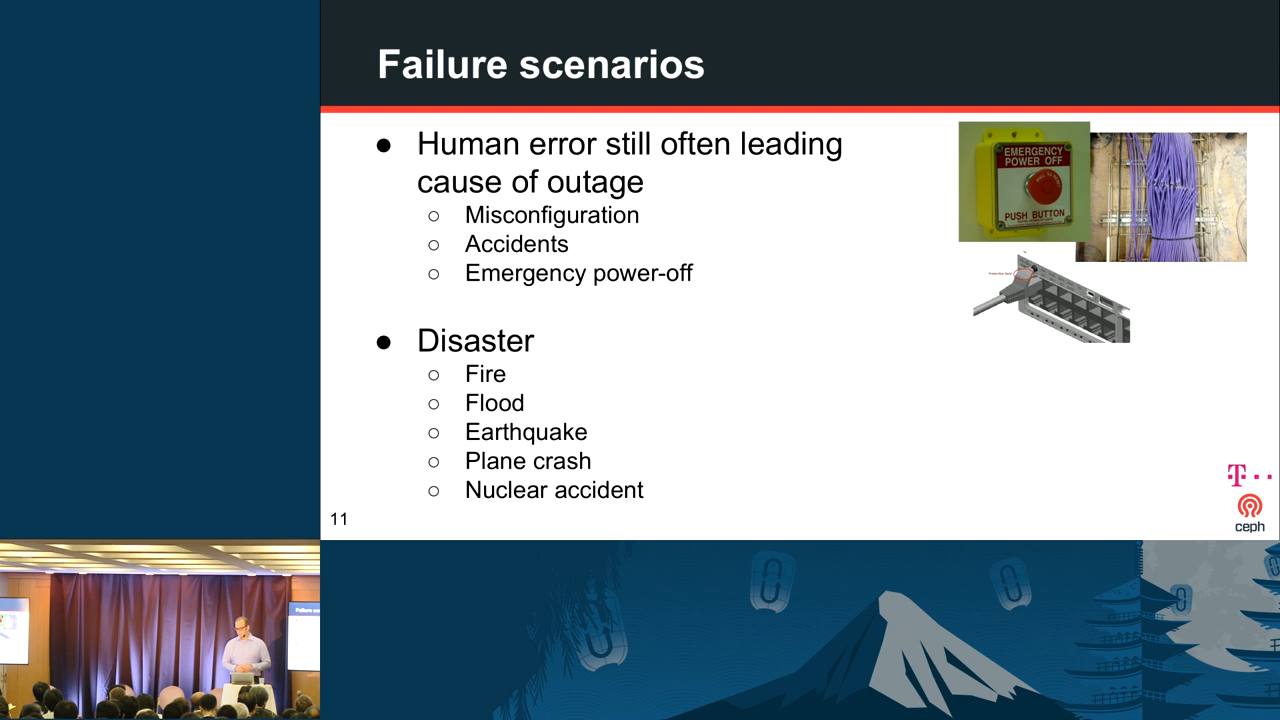 Failure scenarios
● Human error still often leading
cause of outage
○ Misconfiguration
○ Accidents
○ Emergency power-off
EMERGENCY
POWER OFF
PUSH BUTTON
● Disaster
○ Fire
○ Flood
○ Earthquake
○ Plane crash
○ Nuclear accident
11
T
ceph